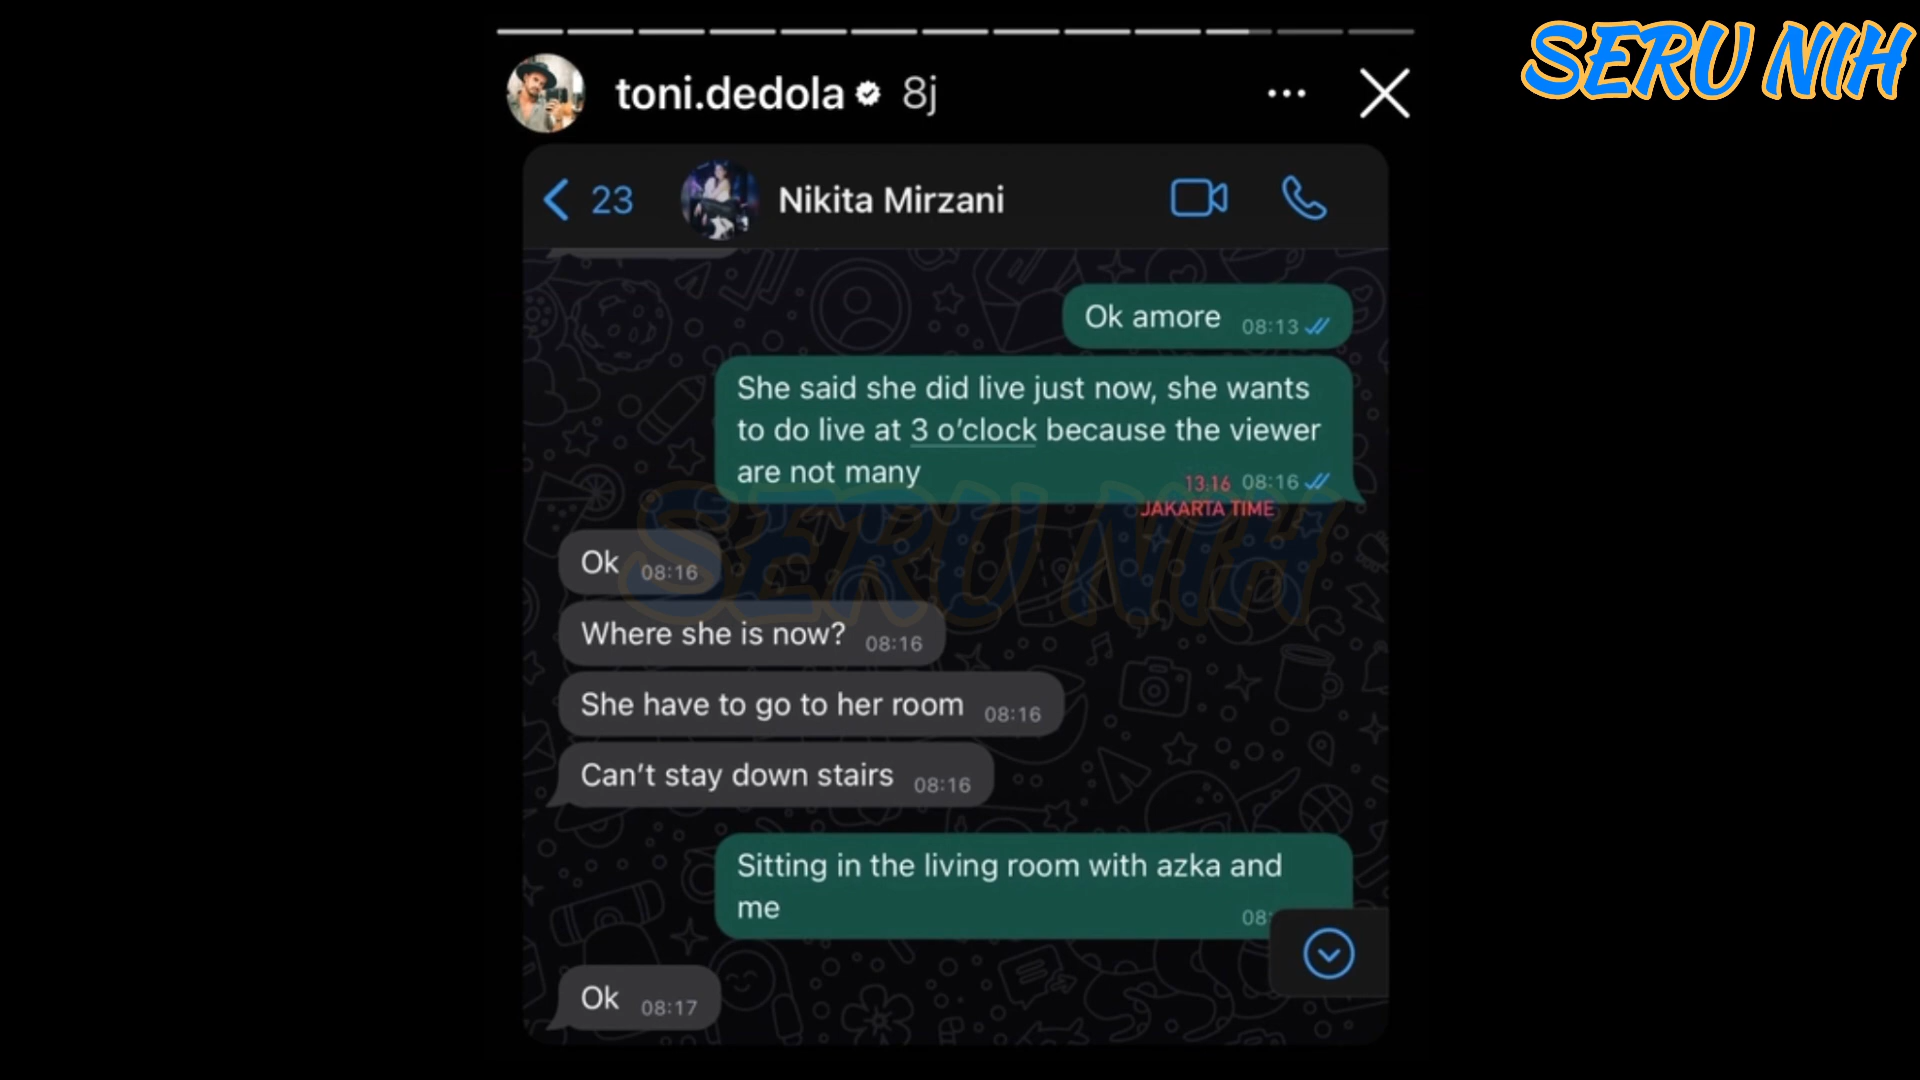 SERU NIH
toni.dedola 8j
23 Nikita Mirzani
Ok amore 08:13
She said she did live just now, she wants
to do live at 3 o'clock because the viewer
are not many
13.16 08:16
JAKARTA TIME
SERU NIH
Ok 08:16
Where she is now? 08:16
She have to go to her room 08:16
Can't stay down stairs 08:16
Sitting in the living room with azka and
me 08:
Ok 08:17